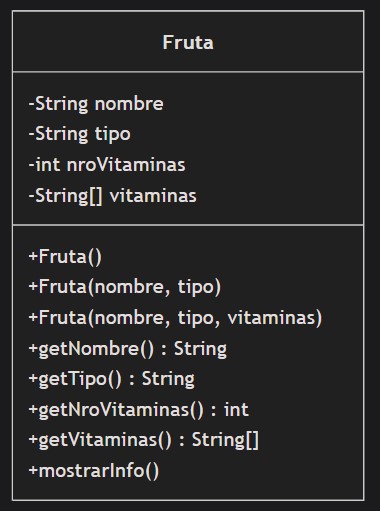 Fruta
-String nombre
-String tipo
-int nroVitaminas
-String[] vitaminas
+Fruta()
+Fruta(nombre, tipo)
+Fruta(nombre, tipo, vitaminas)
+getNombre() : String
+getTipo() : String
+getNroVitaminas() : int
+getVitaminas() : String[]
+mostrarInfo()